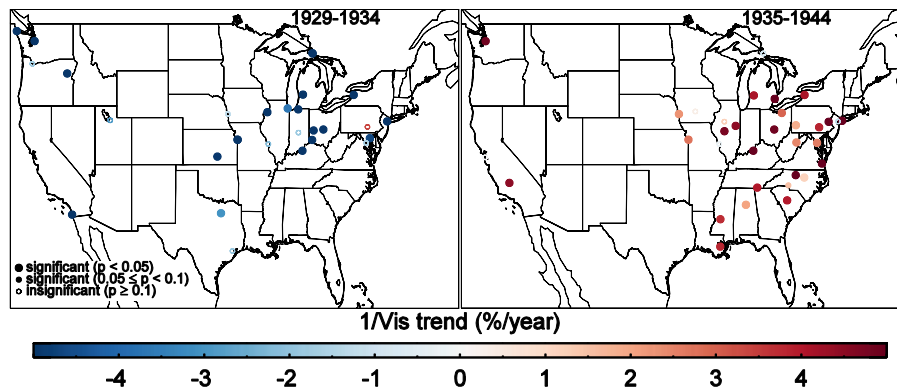 1929-1934
1935-1944
significant (p < 0.05)
significant (0.05 ≤ p < 0.1)
insignificant (p ≥ 0.1)
1/Vis trend (%/year)
-4 -3 -2 -1 0 1 2 3 4